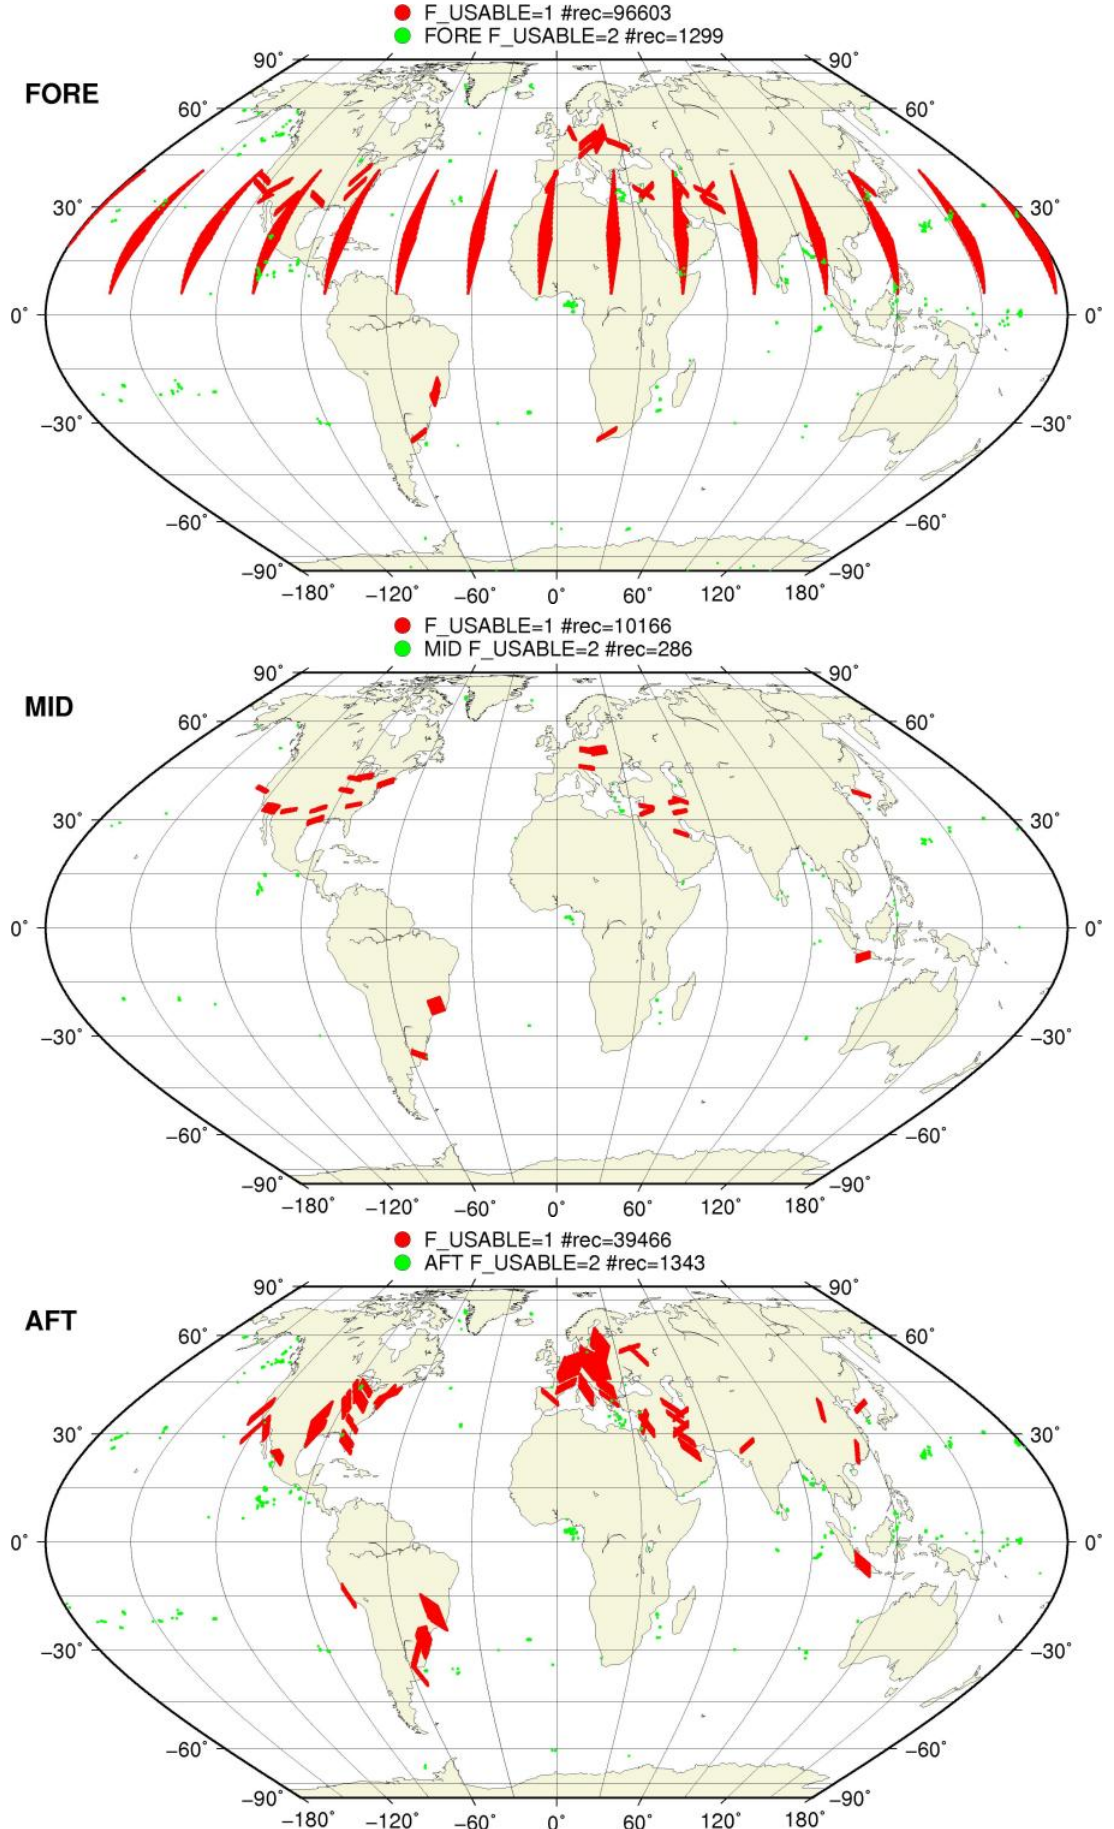 F_USABLE=1 #rec=96603
FORE F_USABLE=2 #rec=1299
FORE
90˚ 90˚
60˚ 60˚
30˚ 30˚
0˚ 0˚
−30˚ −30˚
−60˚ −60˚
−90˚ −90˚
−180˚ −120˚ −60˚ 0˚ 60˚ 120˚ 180˚
F_USABLE=1 #rec=10166
MID F_USABLE=2 #rec=286
MID
90˚ 90˚
60˚ 60˚
30˚ 30˚
0˚ 0˚
−30˚ −30˚
−60˚ −60˚
−90˚ −90˚
−180˚ −120˚ −60˚ 0˚ 60˚ 120˚ 180˚
F_USABLE=1 #rec=39466
AFT F_USABLE=2 #rec=1343
AFT
90˚ 90˚
60˚ 60˚
30˚ 30˚
0˚ 0˚
−30˚ −30˚
−60˚ −60˚
−90˚ −90˚
−180˚ −120˚ −60˚ 0˚ 60˚ 120˚ 180˚